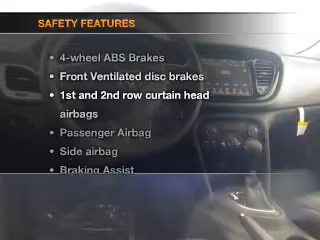 SAFETY FEATURES
• 4-wheel ABS Brakes
• Front Ventilated disc brakes
• 1st and 2nd row curtain head
airbags
• Passenger Airbag
• Side airbag
• Braking Assist